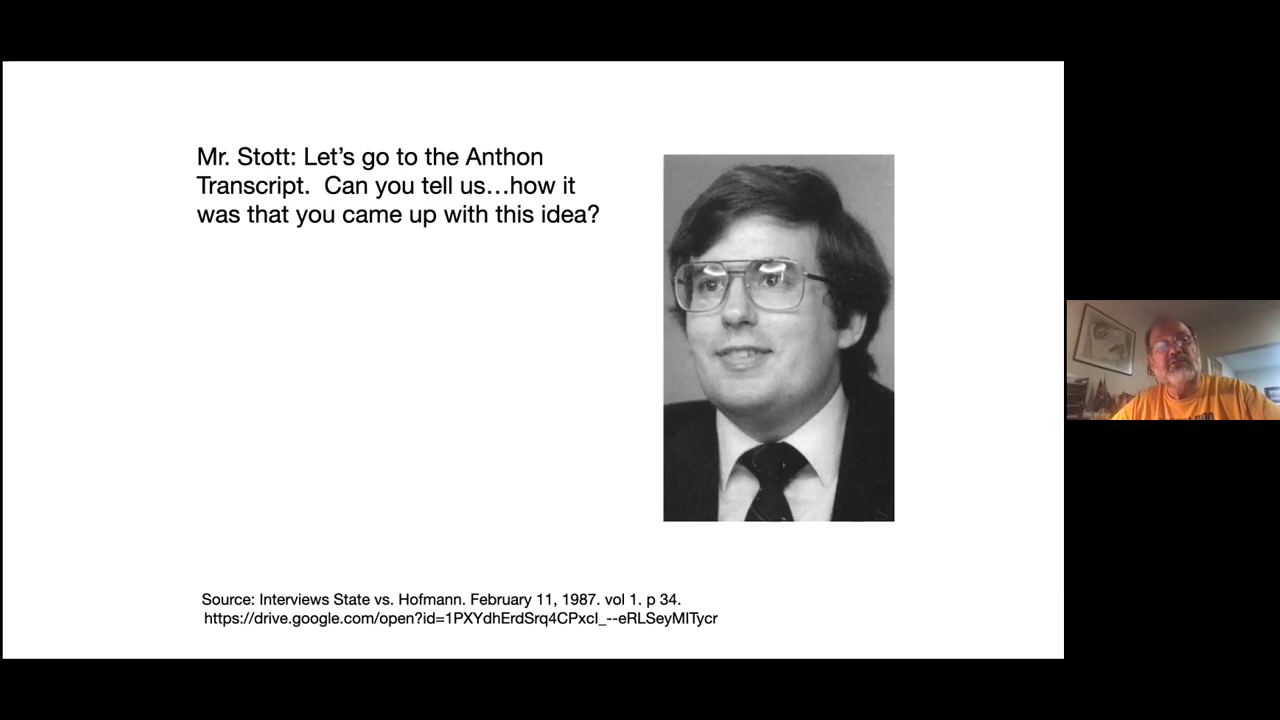 Mr. Stott: Let’s go to the Anthon
Transcript.  Can you tell us…how it
was that you came up with this idea?
Source: Interviews State vs. Hofmann. February 11, 1987. vol 1. p 34.
https://drive.google.com/open?id=1PXYdhErdSrq4CPxcI_--eRLSeyMITycr